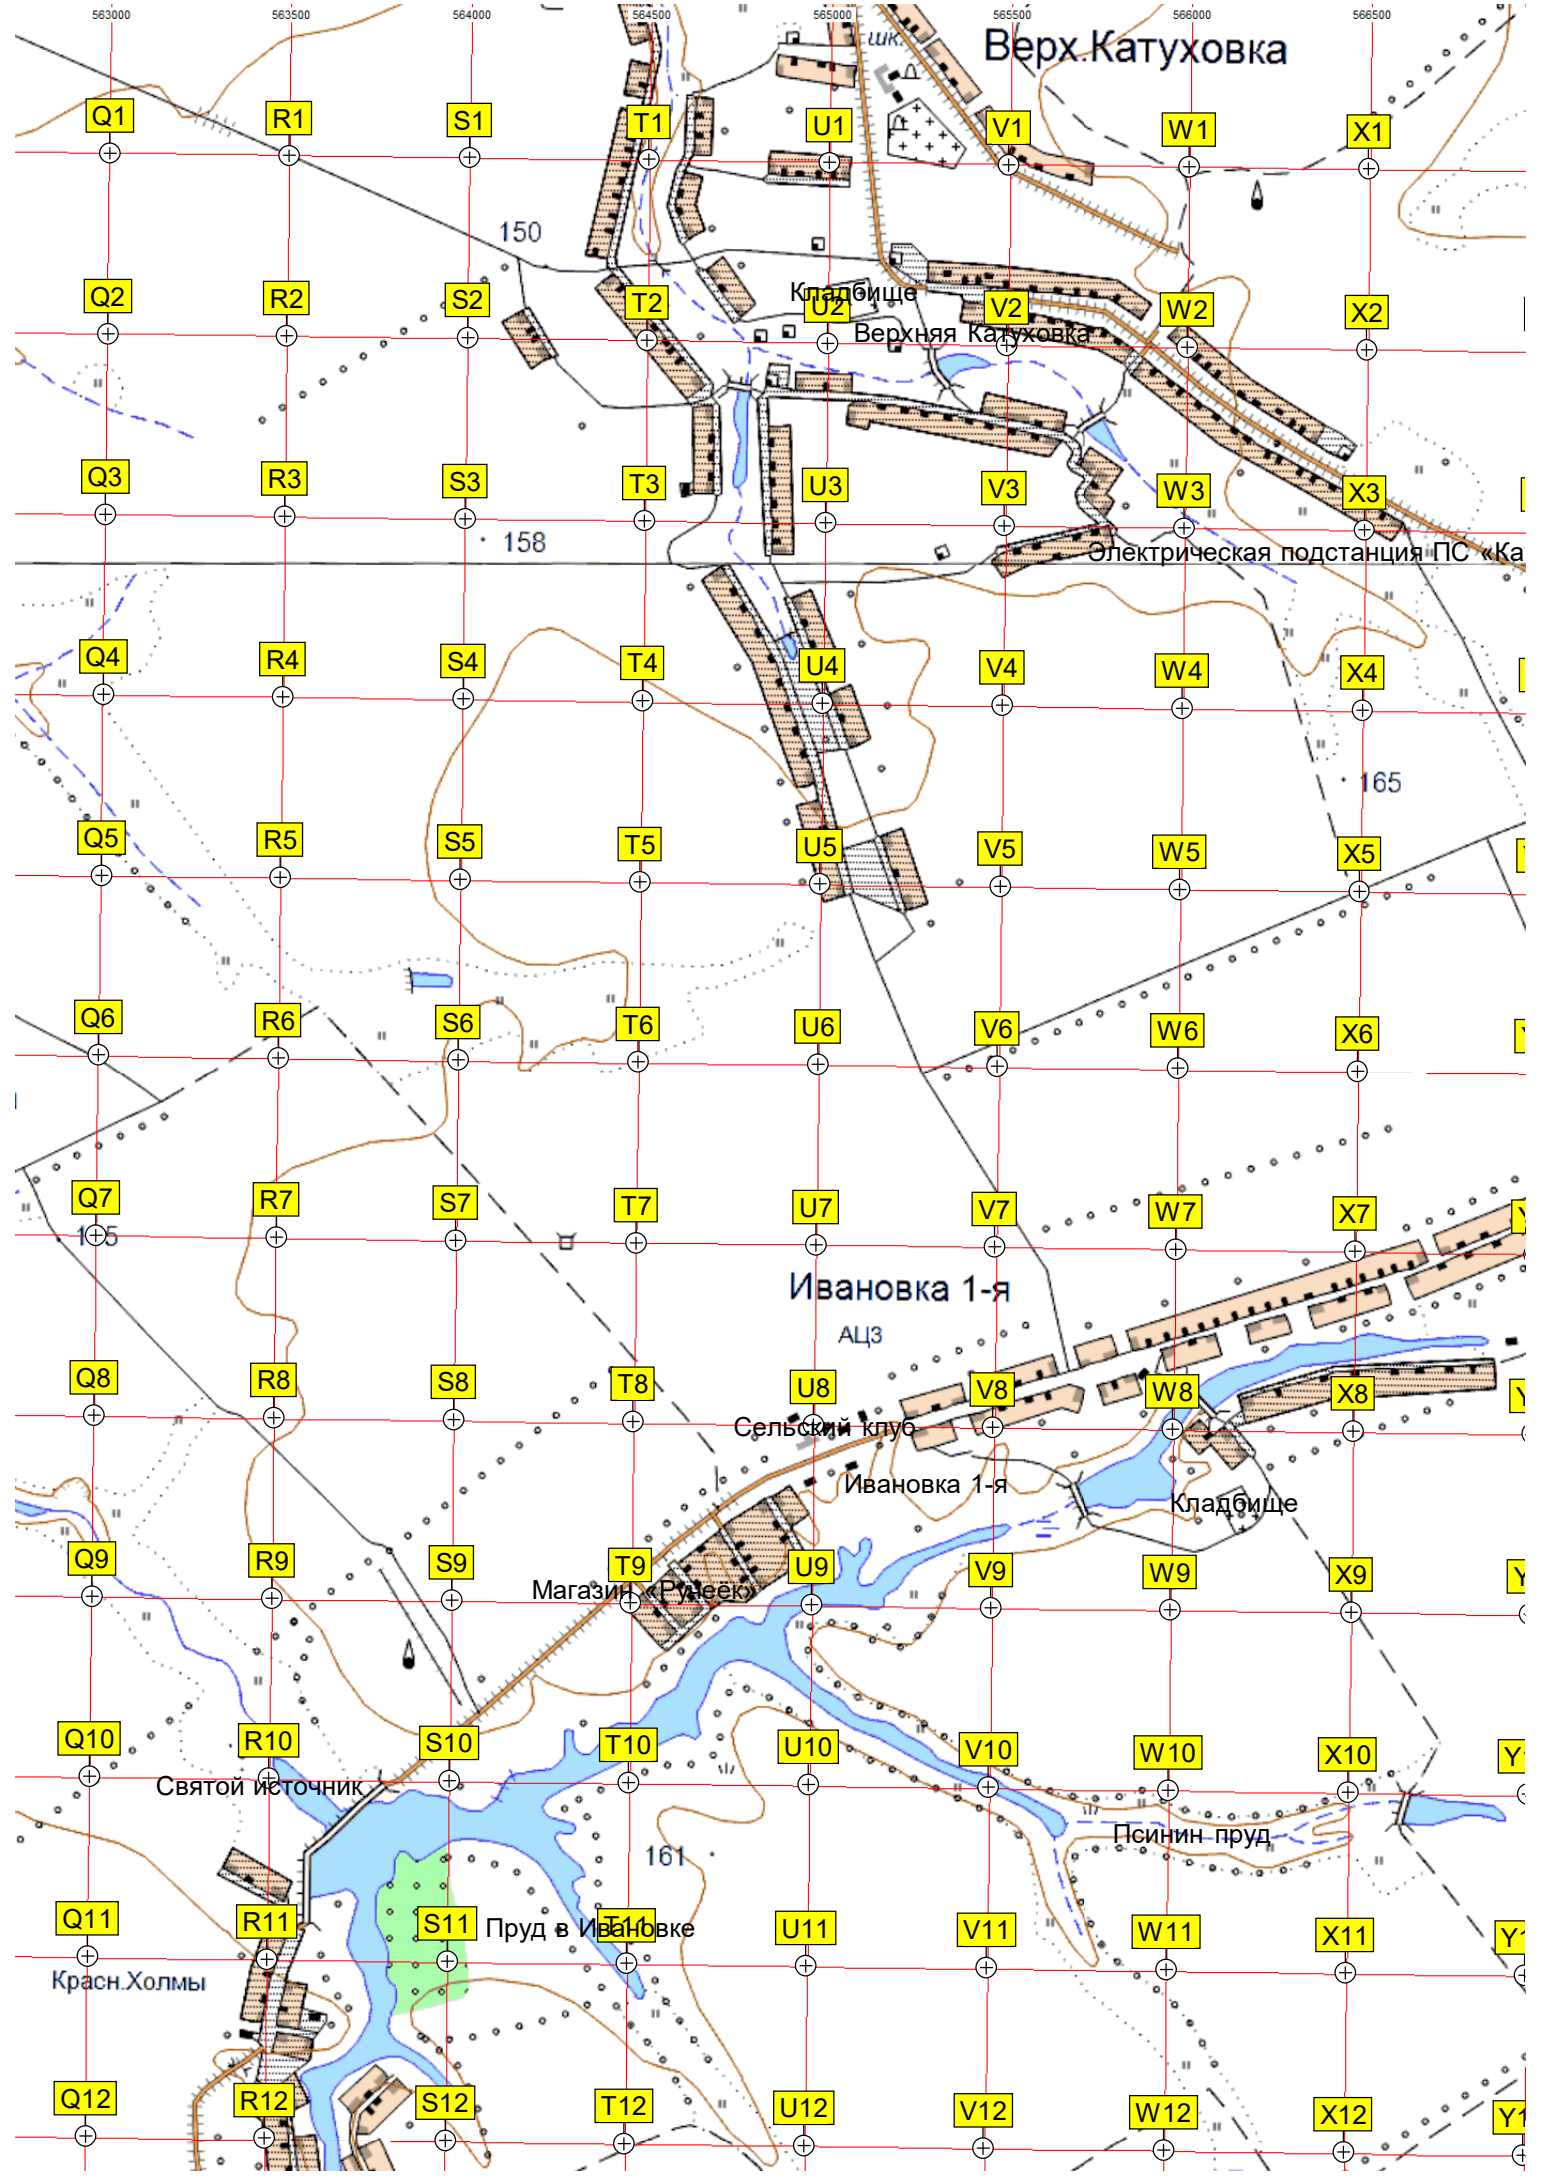 563000 563500 564000 564500 565000 565500 566000 566500
шк.
Верх.Катуховка
Q1 R1 S1 T1 U1 V1 W1 X1
150
Кладбище
Q2 R2 S2 T2 U2 V2 W2 X2
Верхняя Катуховка
Q3 R3 S3 T3 U3 V3 W3 X3
158
Электрическая подстанция ПС «Ка
Q4 R4 S4 T4 U4 V4 W4 X4
165
Q5 R5 S5 T5 U5 V5 W5 X5
Q6 R6 S6 T6 U6 V6 W6 X6
Q7 R7 S7 T7 U7 V7 W7 X7
Ивановка 1-я
АЦЗ
Q8 R8 S8 T8 U8 V8 W8 X8
Сельский клуб
Ивановка 1-я
Кладбище
Q9 R9 S9 T9 U9 V9 W9 X9
Магазин «Ручеёк»
Q10 R10 S10 T10 U10 V10 W10 X10
Святой источник
Псинин пруд
161
Q11 R11 S11 T11 U11 V11 W11 X11
Пруд в Ивановке
Красн.Холмы
Q12 R12 S12 T12 U12 V12 W12 X12